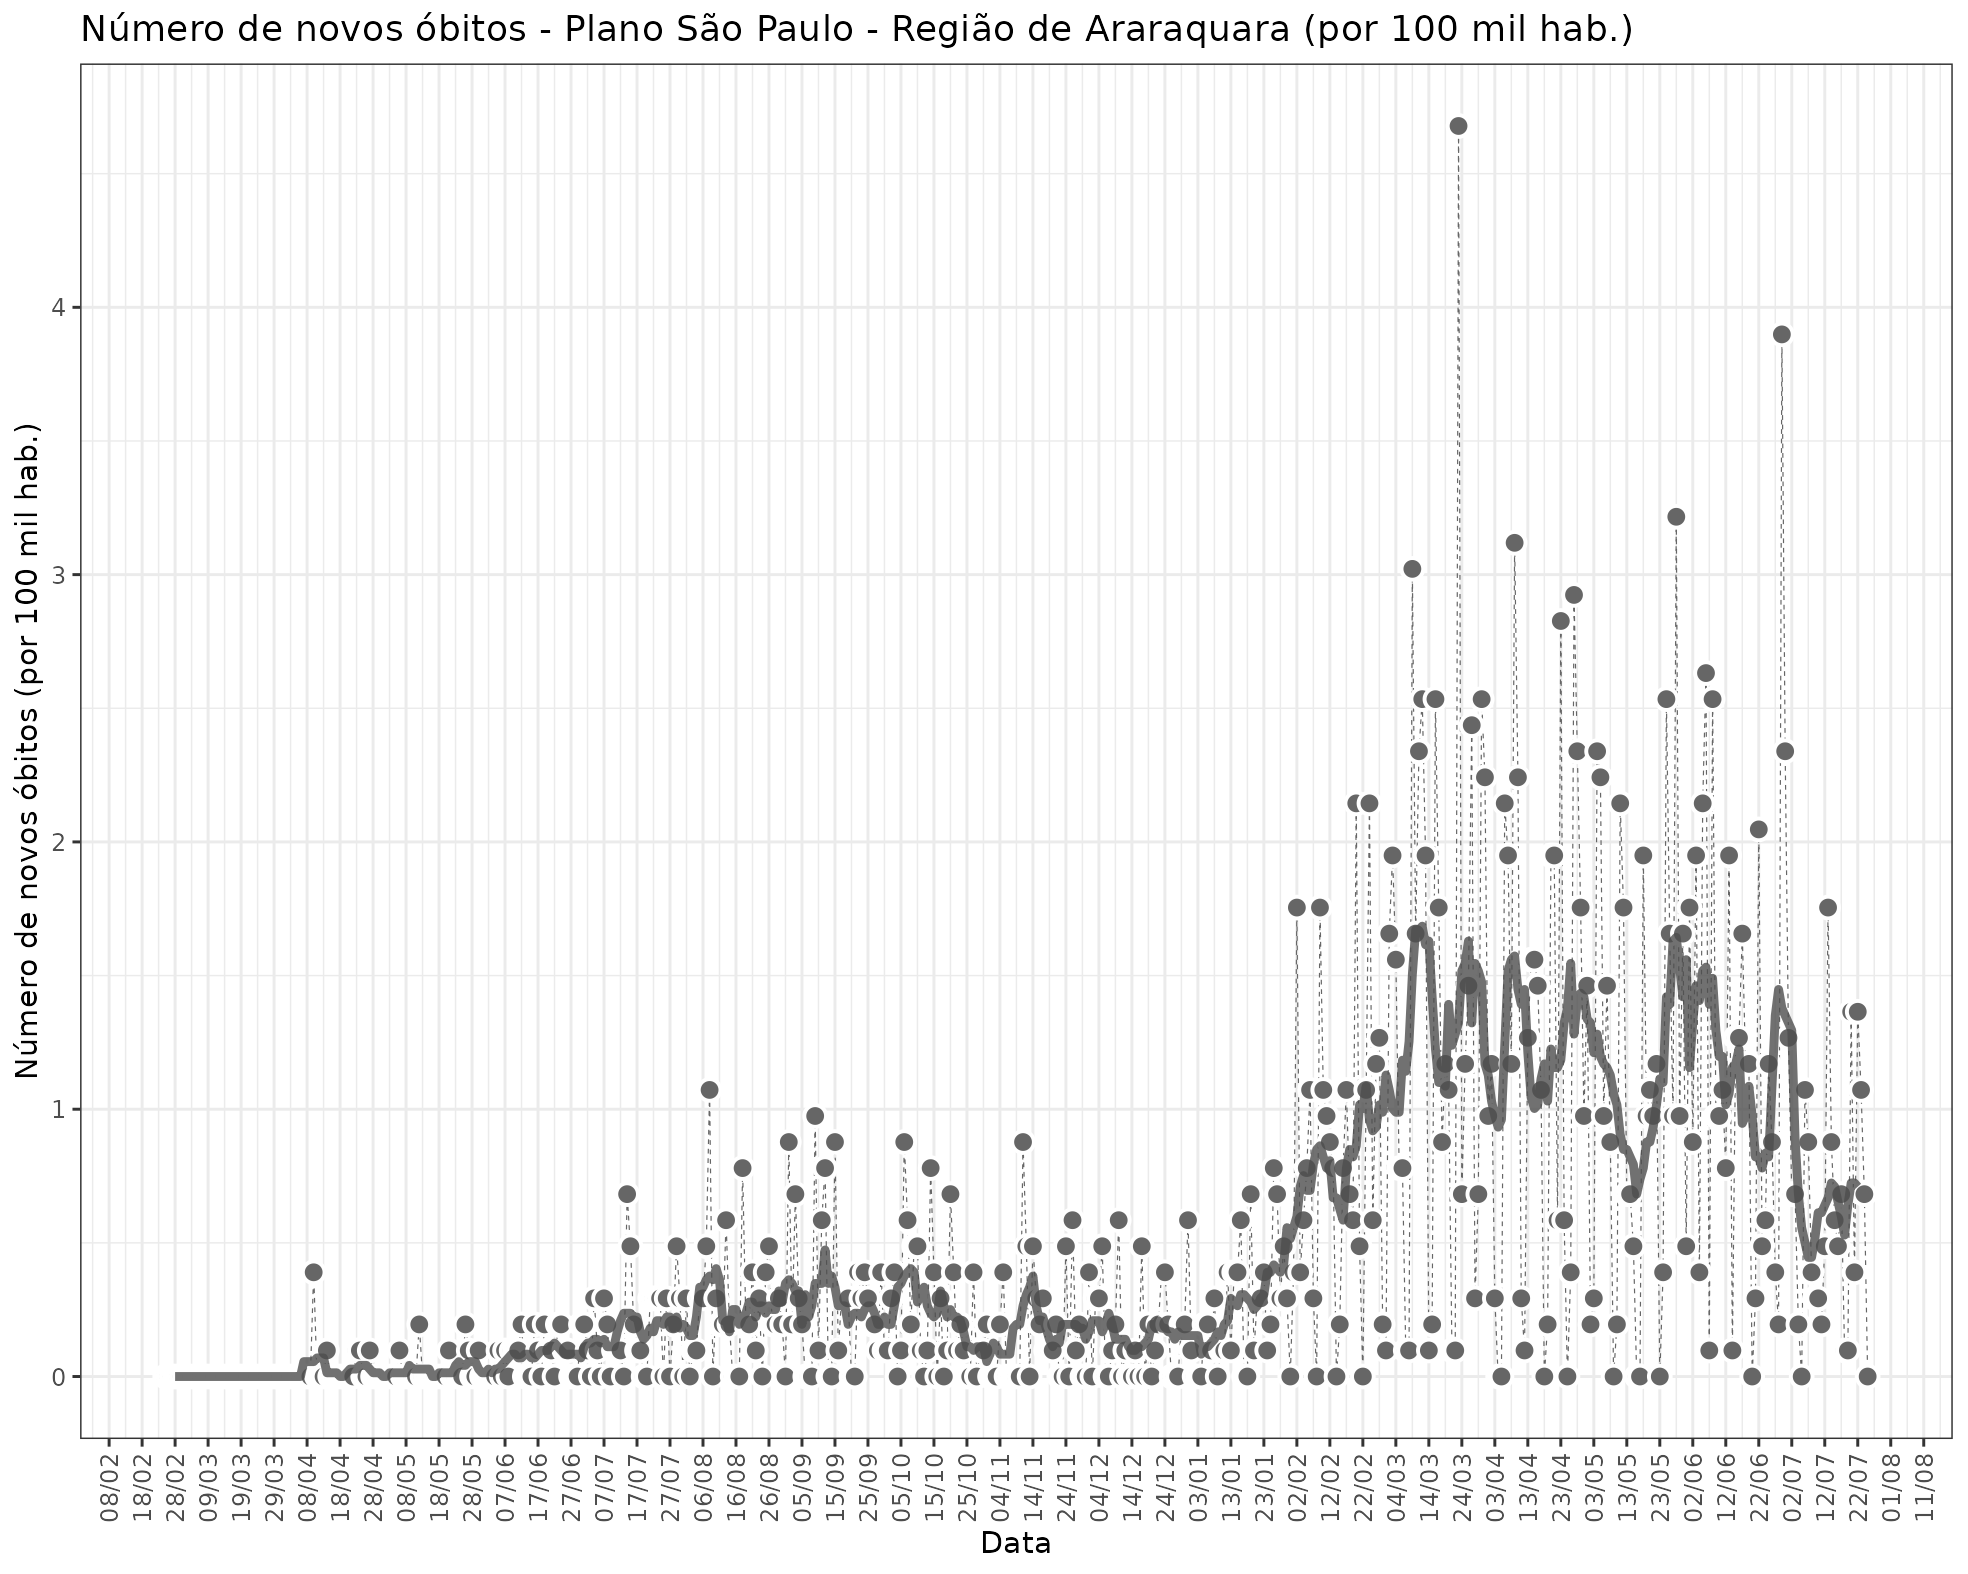 Número de novos óbitos - Plano São Paulo - Região de Araraquara (por 100 mil hab.)
Número de novos óbitos (por 100 mil hab.)
4
3
2
1
0
08/02 18/02 28/02 09/03 19/03 29/03 08/04 18/04 28/04 08/05 18/05 28/05 07/06 17/06 27/06 07/07 17/07 27/07 06/08 16/08 26/08 05/09 15/09 25/09 05/10 15/10 25/10 04/11 14/11 24/11 04/12 14/12 24/12 03/01 13/01 23/01 02/02 12/02 22/02 04/03 14/03 24/03 03/04 13/04 23/04 03/05 13/05 23/05 02/06 12/06 22/06 02/07 12/07 22/07 01/08 11/08
Data